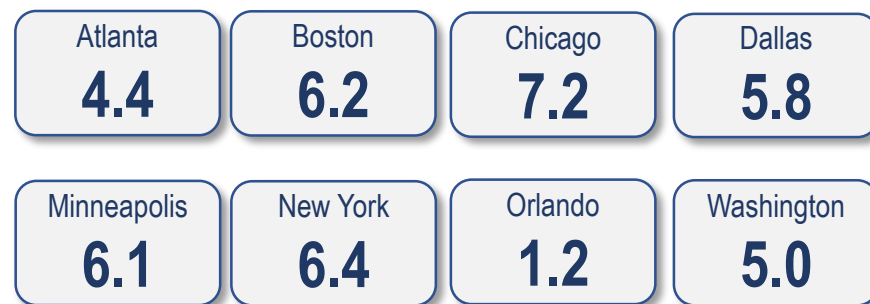 Atlanta
4.4
Boston
6.2
Chicago
7.2
Dallas
5.8
Minneapolis
6.1
New York
6.4
Orlando
1.2
Washington
5.0